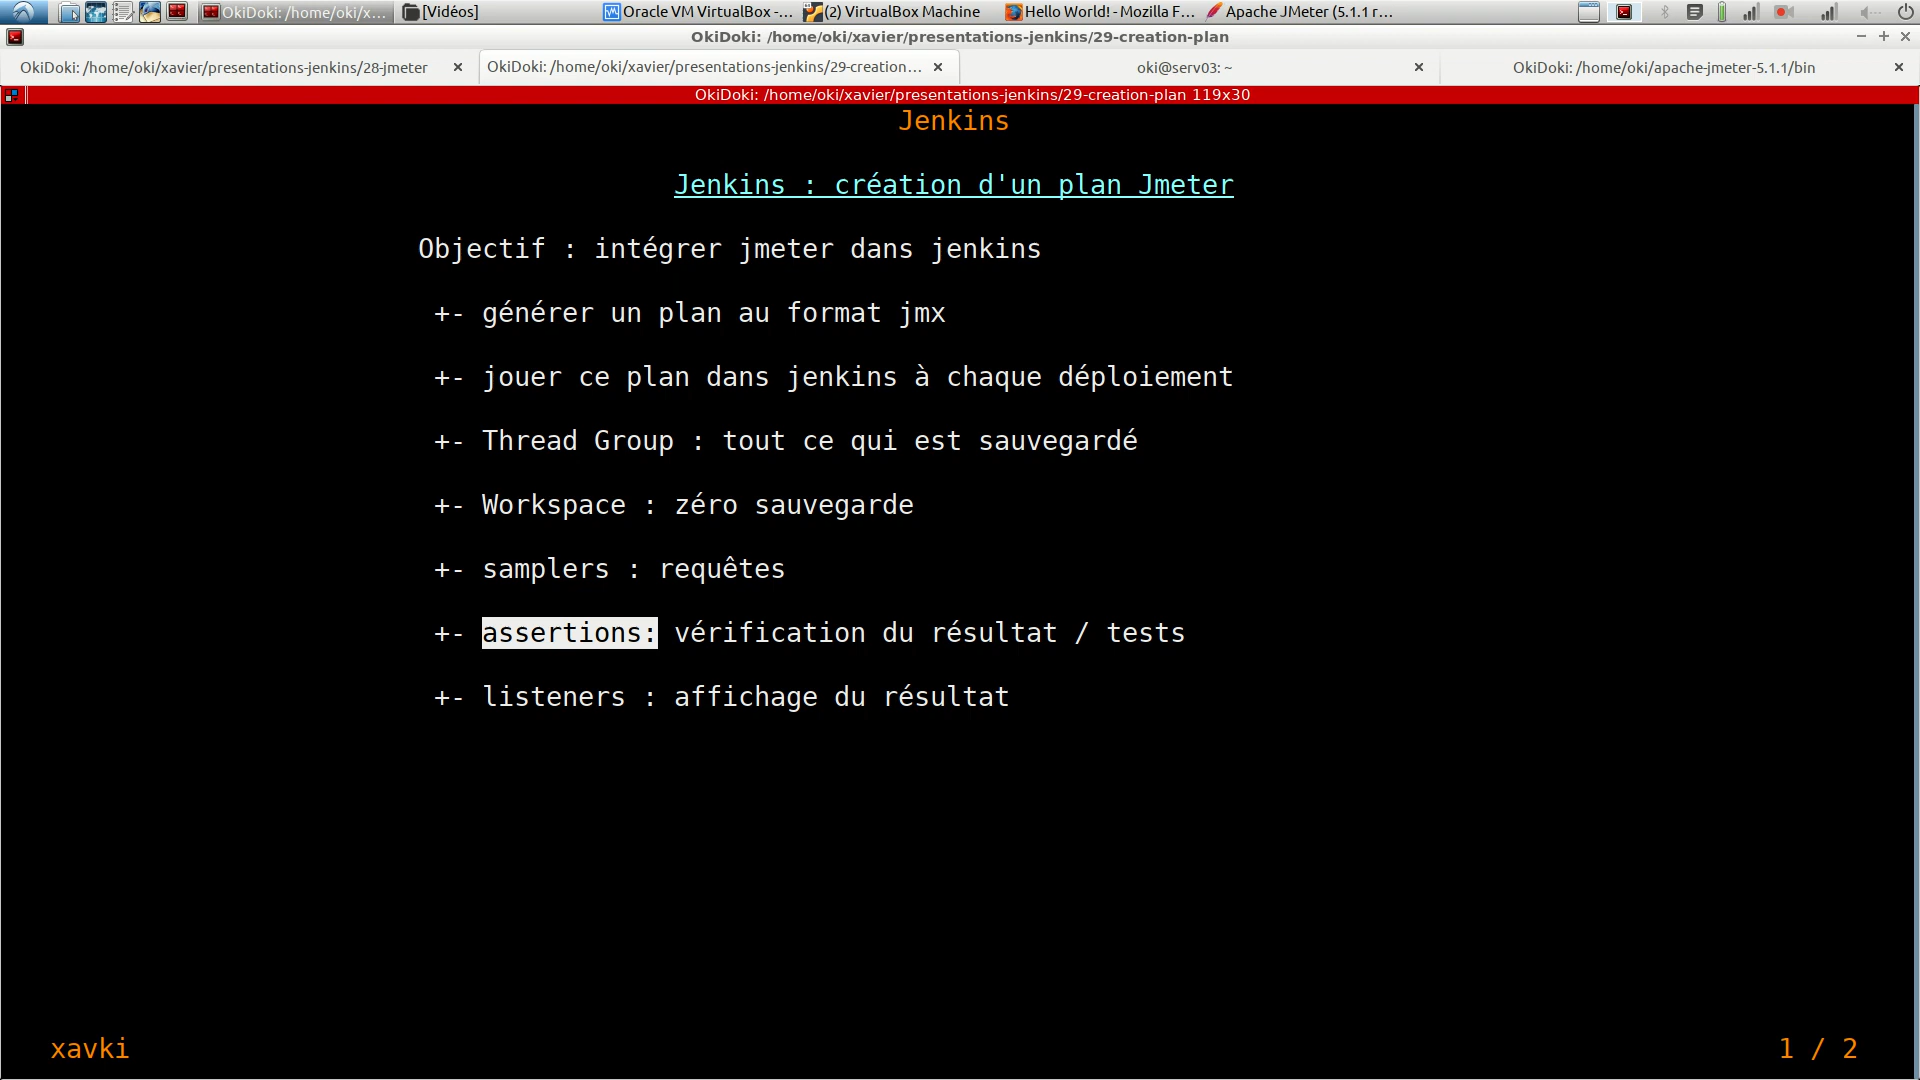 OkiDoki: /home/oki/x...
[Vidéos]
Oracle VM VirtualBox -...
(2) VirtualBox Machine
Hello World! - Mozilla F...
Apache JMeter (5.1.1 r...
OkiDoki: /home/oki/xavier/presentations-jenkins/29-creation-plan
OkiDoki: /home/oki/xavier/presentations-jenkins/28-jmeter
OkiDoki: /home/oki/xavier/presentations-jenkins/29-creation...
oki@serv03: ~
OkiDoki: /home/oki/apache-jmeter-5.1.1/bin
OkiDoki: /home/oki/xavier/presentations-jenkins/29-creation-plan 119x30
Jenkins
Jenkins : création d'un plan Jmeter
Objectif : intégrer jmeter dans jenkins
+- générer un plan au format jmx
+- jouer ce plan dans jenkins à chaque déploiement
+- Thread Group : tout ce qui est sauvegardé
+- Workspace : zéro sauvegarde
+- samplers : requêtes
+- assertions: vérification du résultat / tests
+- listeners : affichage du résultat
xavki
1 / 2